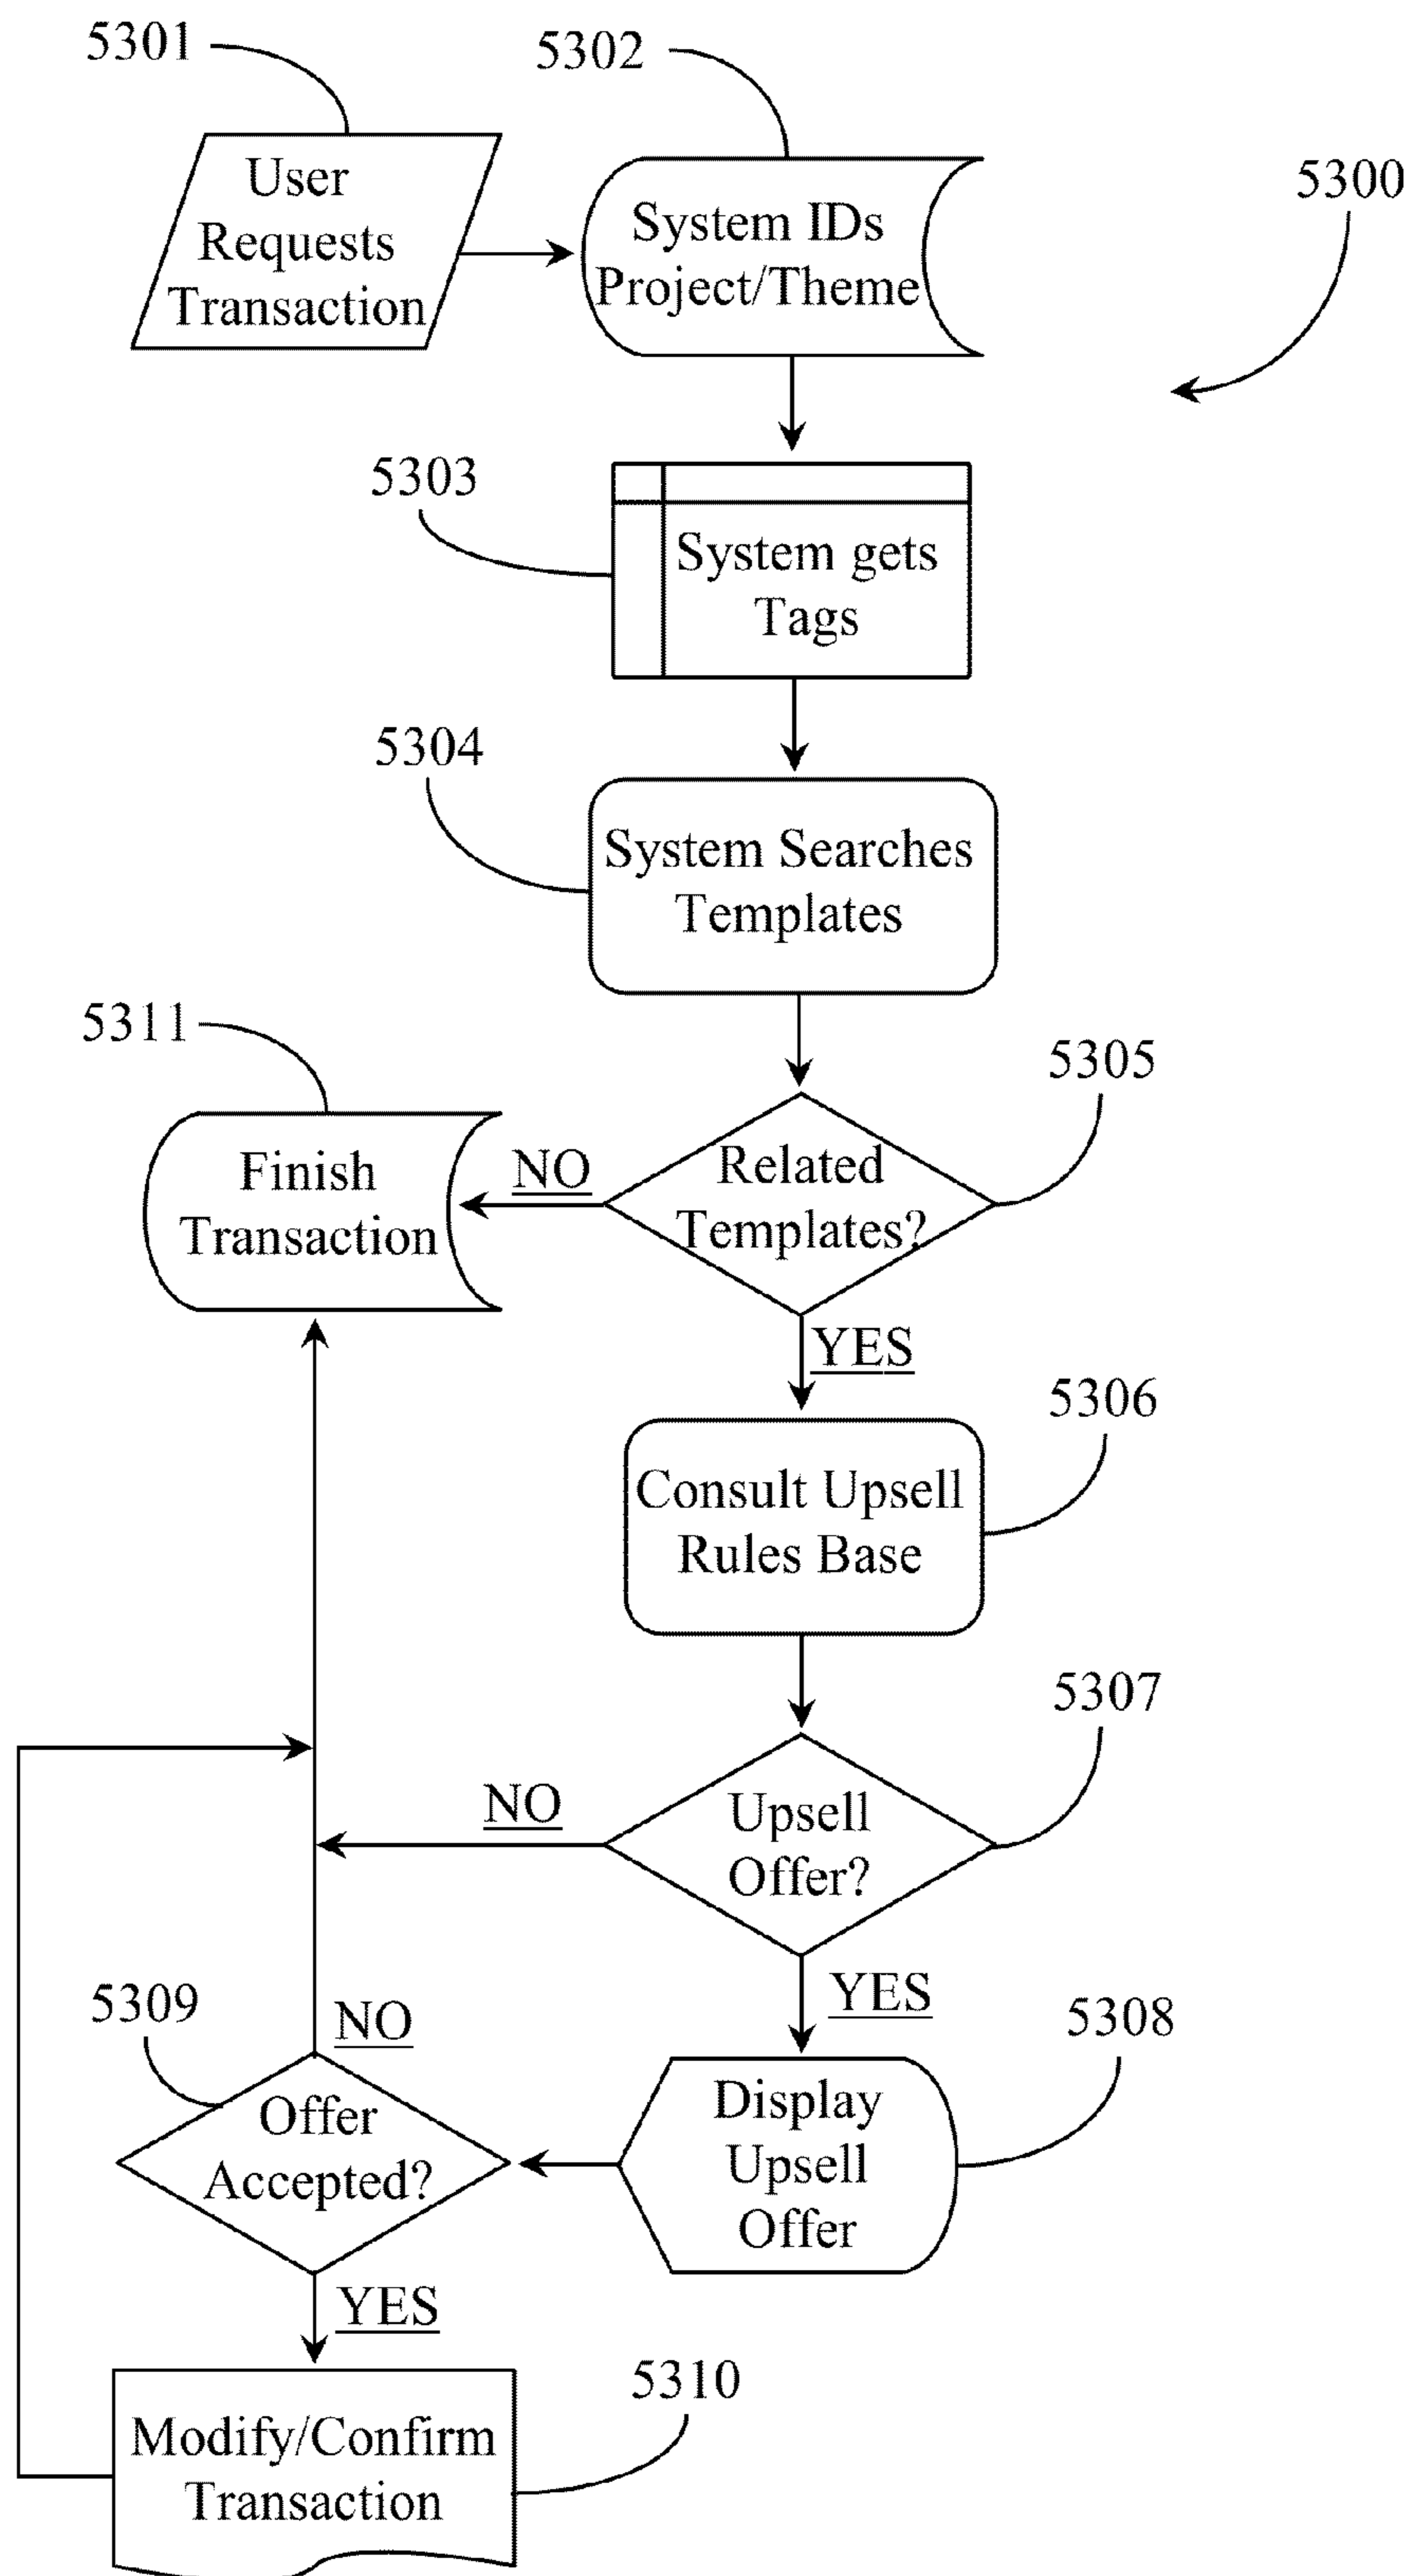 5301
5302
5300
User
Requests
Transaction
System IDs
Project/Theme
5303
System gets
Tags
5304
System Searches
Templates
5311
5305
Finish
Transaction
NO
Related
Templates?
YES
5306
Consult Upsell
Rules Base
5307
NO
Upsell
Offer?
YES
5309
NO
5308
Offer
Accepted?
Display
Upsell
Offer
YES
5310
Modify/Confirm
Transaction